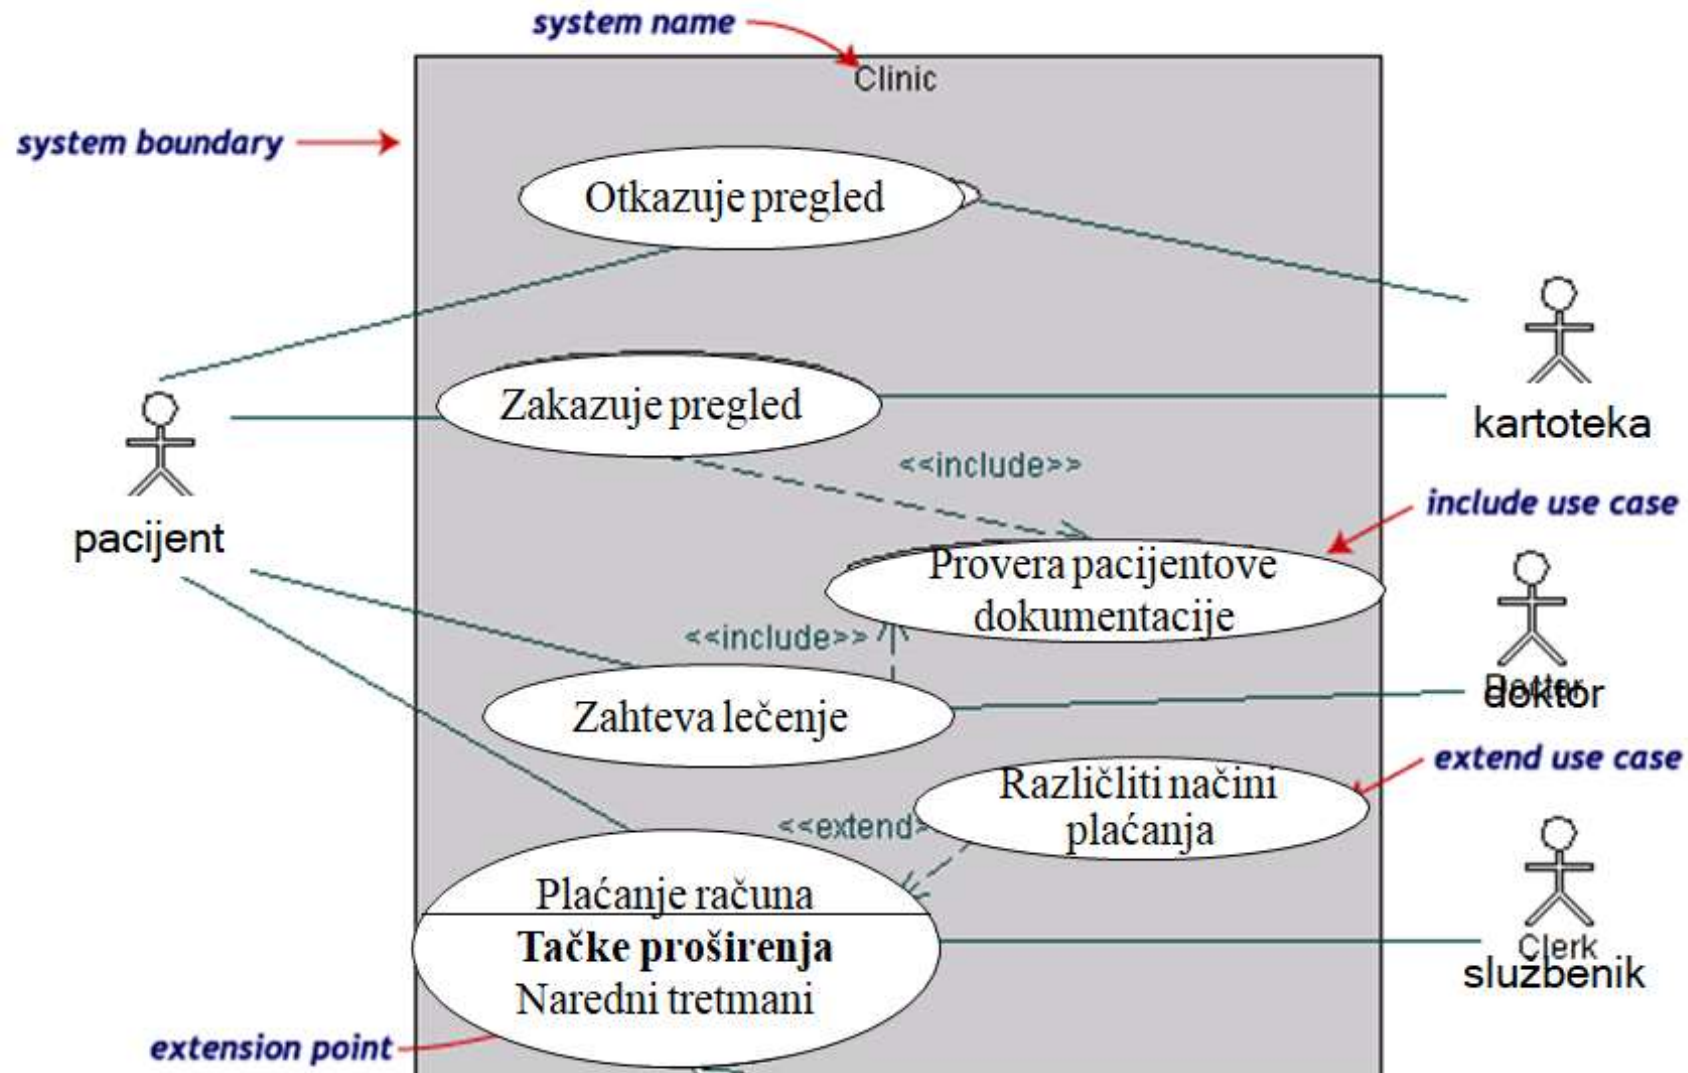 system name
Clinic
system boundary
Otkazuje pregled
Zakazuje pregled
kartoteka
<<include>>
include use case
pacijent
Provera pacijentove
dokumentacije
<<include>>
Doctor
doktor
Zahteva lečenje
extend use case
Različliti načini
plaćanja
<<extend>
Plaćanje računa
Tačke proširenja
Naredni tretmani
Clerk
službenik
extension point